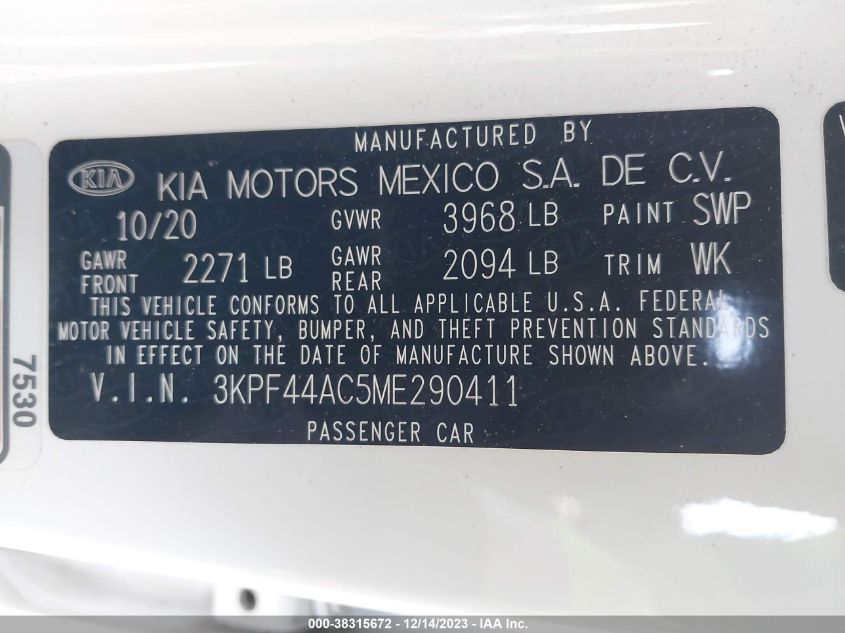 MANUFACTURED BY
KIA KIA MOTORS MEXICO S.A. DE C.V.
10/20 GVWR 3968 LB PAINT SWP
GAWR FRONT 2271 LB GAWR REAR 2094 LB TRIM WK
THIS VEHICLE CONFORMS TO ALL APPLICABLE U.S.A. FEDERAL
MOTOR VEHICLE SAFETY, BUMPER, AND THEFT PREVENTION STANDARDS
IN EFFECT ON THE DATE OF MANUFACTURE SHOWN ABOVE.
V.I.N. 3KPF44AC5ME290411
PASSENGER CAR
7530
000-38315672 - 12/14/2023 - IAA Inc.